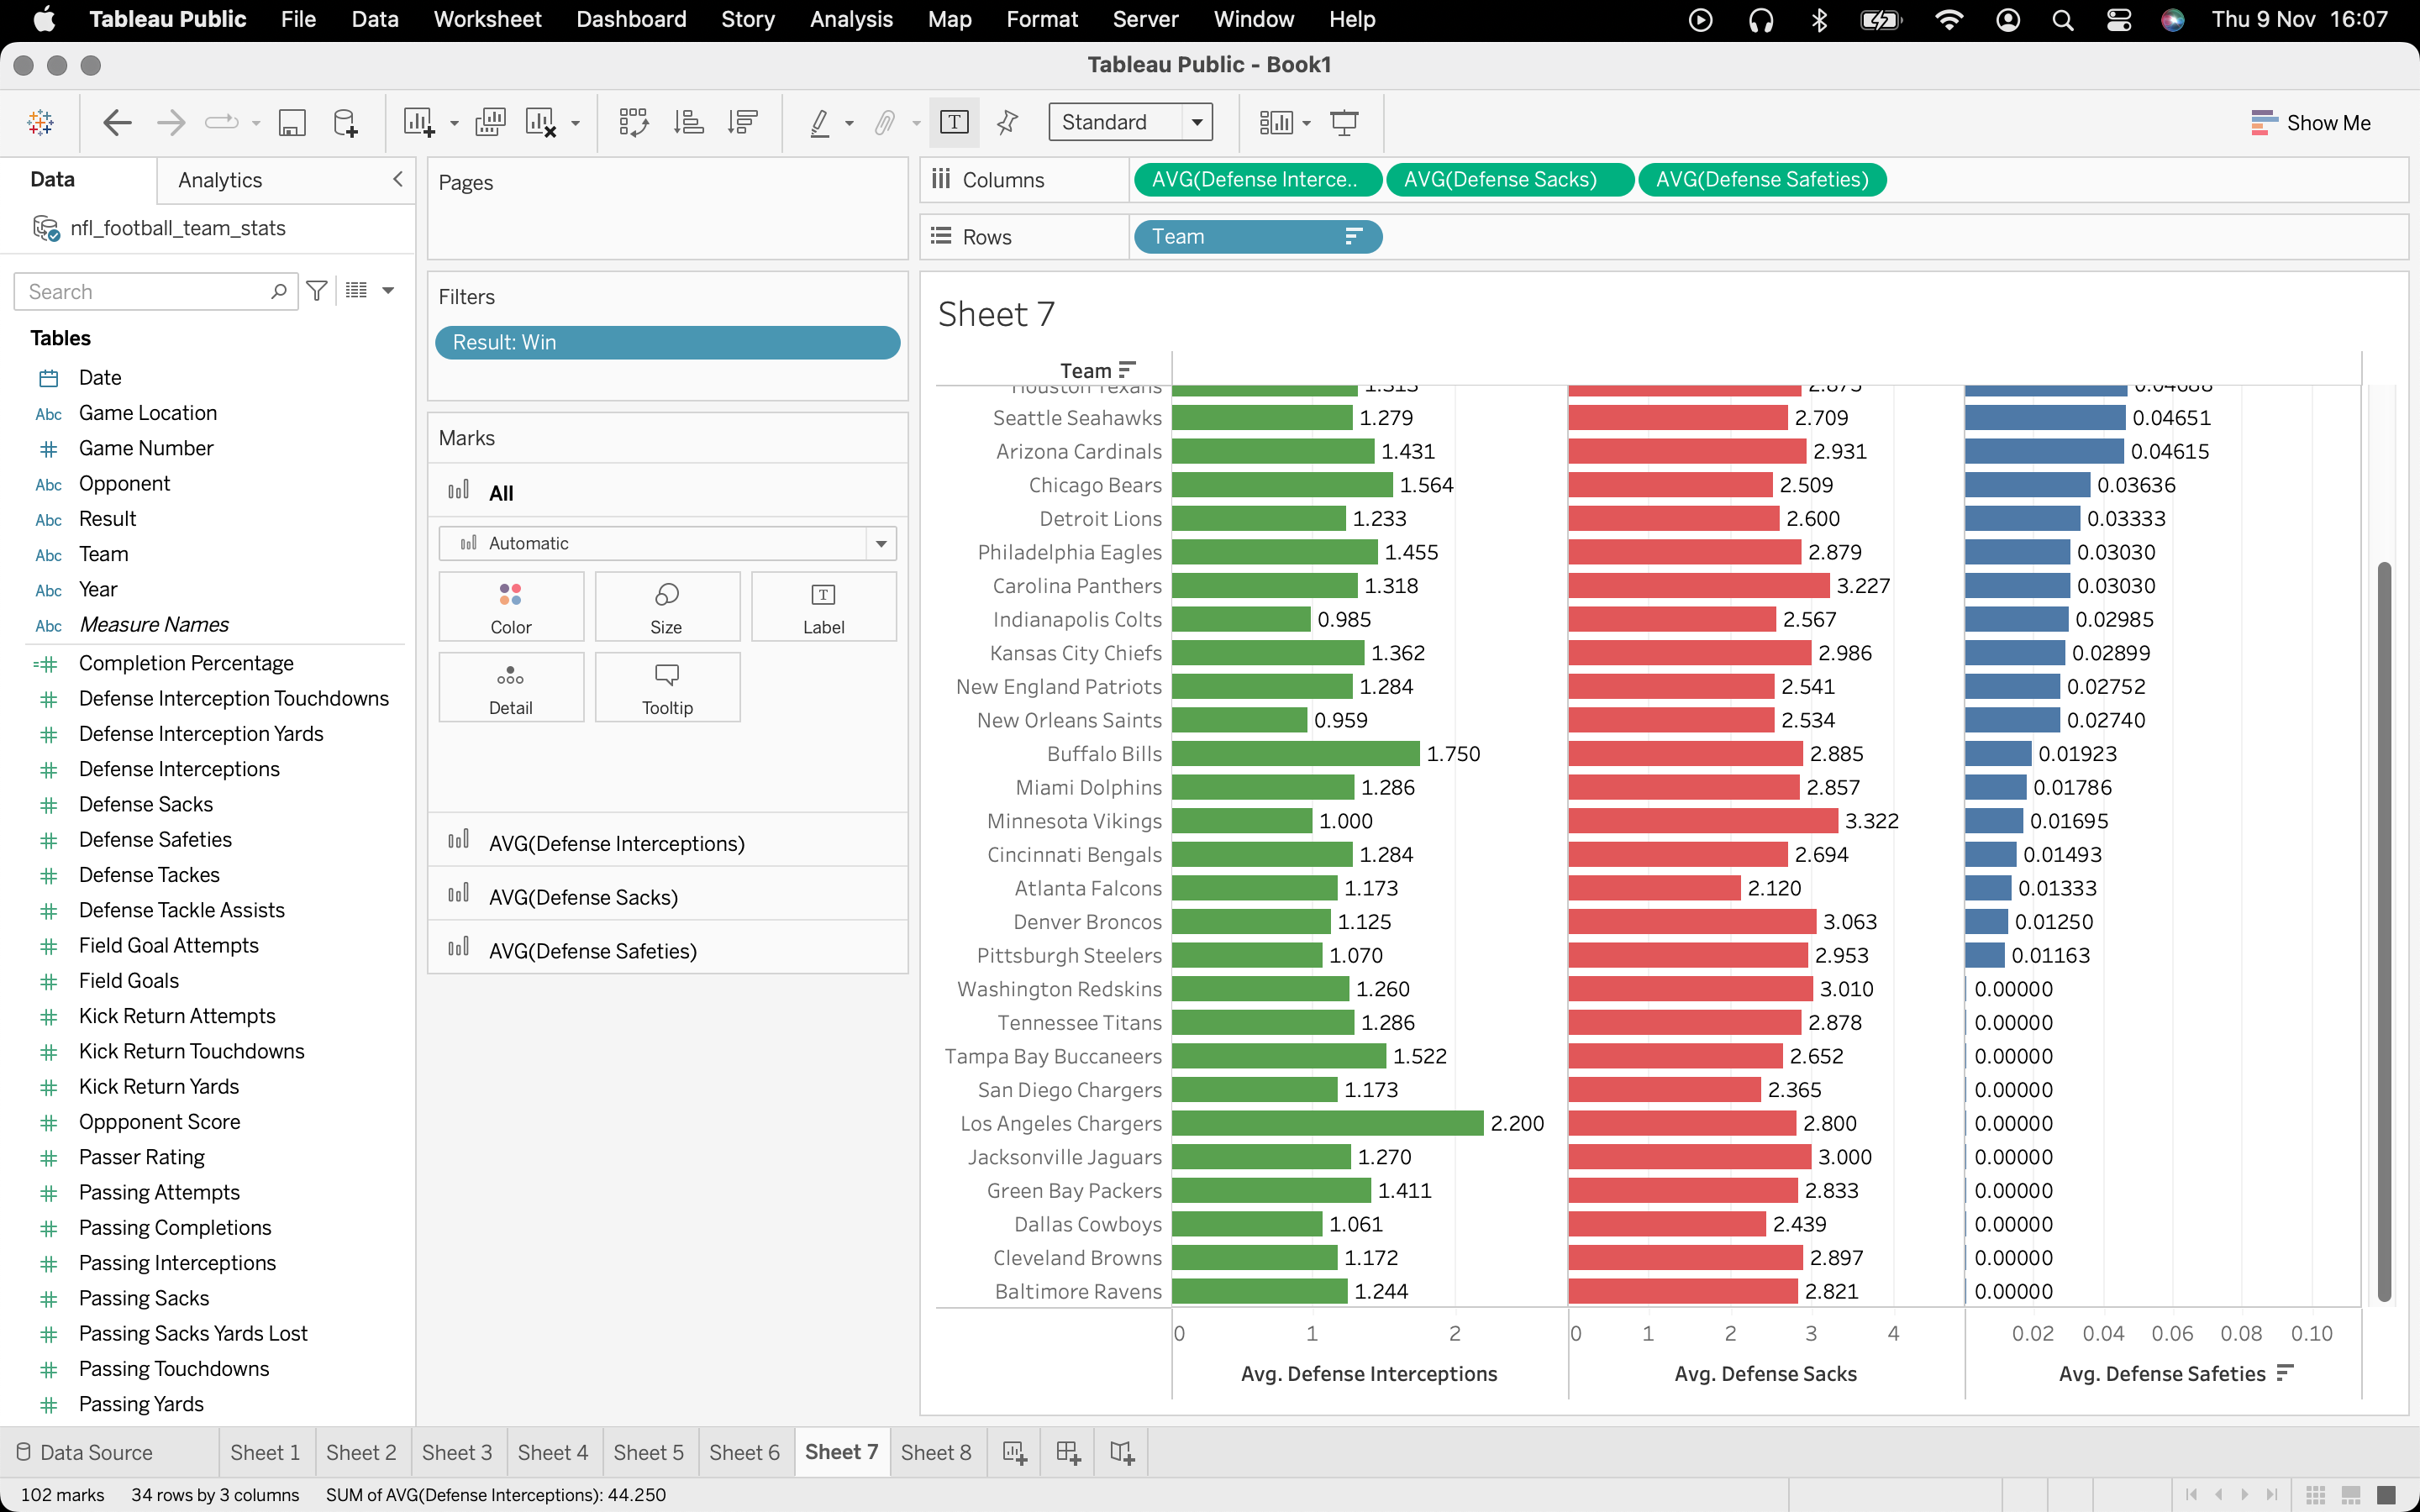 Tableau Public File Data Worksheet Dashboard Story Analysis Map Format Server Window Help Thu 9 Nov 16:07
Tableau Public - Book1
Standard
Show Me
Data Analytics
nfl_football_team_stats
Search
Tables
Date
Game Location
Game Number
Opponent
Result
Team
Year
Measure Names
Completion Percentage
Defense Interception Touchdowns
Defense Interception Yards
Defense Interceptions
Defense Sacks
Defense Safeties
Defense Tackes
Defense Tackle Assists
Field Goal Attempts
Field Goals
Kick Return Attempts
Kick Return Touchdowns
Kick Return Yards
Oppponent Score
Passer Rating
Passing Attempts
Passing Completions
Passing Interceptions
Passing Sacks
Passing Sacks Yards Lost
Passing Touchdowns
Passing Yards
Pages
Filters
Result: Win
Marks
All
Automatic
Color Size Label
Detail Tooltip
AVG(Defense Interceptions)
AVG(Defense Sacks)
AVG(Defense Safeties)
Columns AVG(Defense Interce.. AVG(Defense Sacks) AVG(Defense Safeties)
Rows Team
Sheet 7
Team
Houston Texans 1.313 2.875 0.04688
Seattle Seahawks 1.279 2.709 0.04651
Arizona Cardinals 1.431 2.931 0.04615
Chicago Bears 1.564 2.509 0.03636
Detroit Lions 1.233 2.600 0.03333
Philadelphia Eagles 1.455 2.879 0.03030
Carolina Panthers 1.318 3.227 0.03030
Indianapolis Colts 0.985 2.567 0.02985
Kansas City Chiefs 1.362 2.986 0.02899
New England Patriots 1.284 2.541 0.02752
New Orleans Saints 0.959 2.534 0.02740
Buffalo Bills 1.750 2.885 0.01923
Miami Dolphins 1.286 2.857 0.01786
Minnesota Vikings 1.000 3.322 0.01695
Cincinnati Bengals 1.284 2.694 0.01493
Atlanta Falcons 1.173 2.120 0.01333
Denver Broncos 1.125 3.063 0.01250
Pittsburgh Steelers 1.070 2.953 0.01163
Washington Redskins 1.260 3.010 0.00000
Tennessee Titans 1.286 2.878 0.00000
Tampa Bay Buccaneers 1.522 2.652 0.00000
San Diego Chargers 1.173 2.365 0.00000
Los Angeles Chargers 2.200 2.800 0.00000
Jacksonville Jaguars 1.270 3.000 0.00000
Green Bay Packers 1.411 2.833 0.00000
Dallas Cowboys 1.061 2.439 0.00000
Cleveland Browns 1.172 2.897 0.00000
Baltimore Ravens 1.244 2.821 0.00000
0 1 2 0 1 2 3 4 0.02 0.04 0.06 0.08 0.10
Avg. Defense Interceptions Avg. Defense Sacks Avg. Defense Safeties
Data Source Sheet 1 Sheet 2 Sheet 3 Sheet 4 Sheet 5 Sheet 6 Sheet 7 Sheet 8
102 marks 34 rows by 3 columns SUM of AVG(Defense Interceptions): 44.250